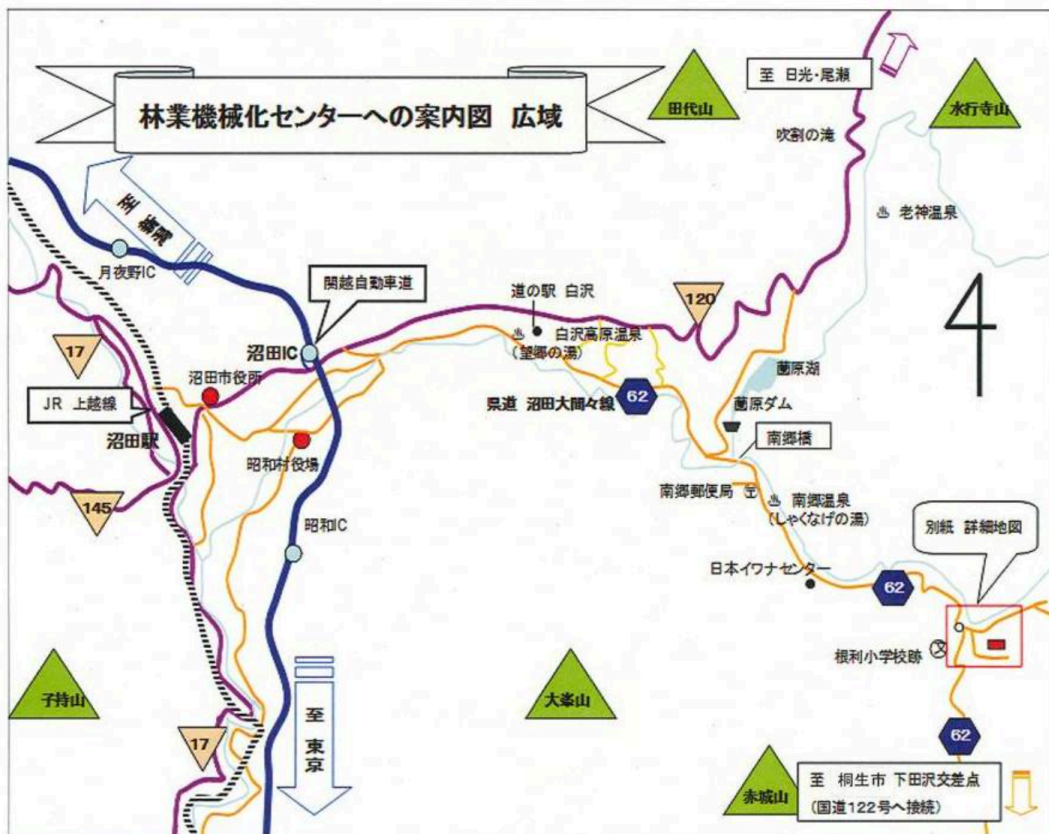 林業機械化センターへの案内図 広域
田代山
至 日光・尾瀬
水行寺山
吹割の滝
老神温泉
月夜野IC
関越自動車道
道の駅 白沢
120
白沢高原温泉
(望郷の湯)
17
沼田IC
沼田市役所
JR 上越線
沼田駅
県道 沼田大間々線
62
薗原湖
薗原ダム
南郷橋
昭和村役場
145
南郷郵便局
南郷温泉
(しゃくなげの湯)
別紙 詳細地図
昭和IC
日本イワナセンター
62
根利小学校跡
子持山
大峯山
至 東京
17
62
赤城山
至 桐生市 下田沢交差点
(国道122号へ接続)
4